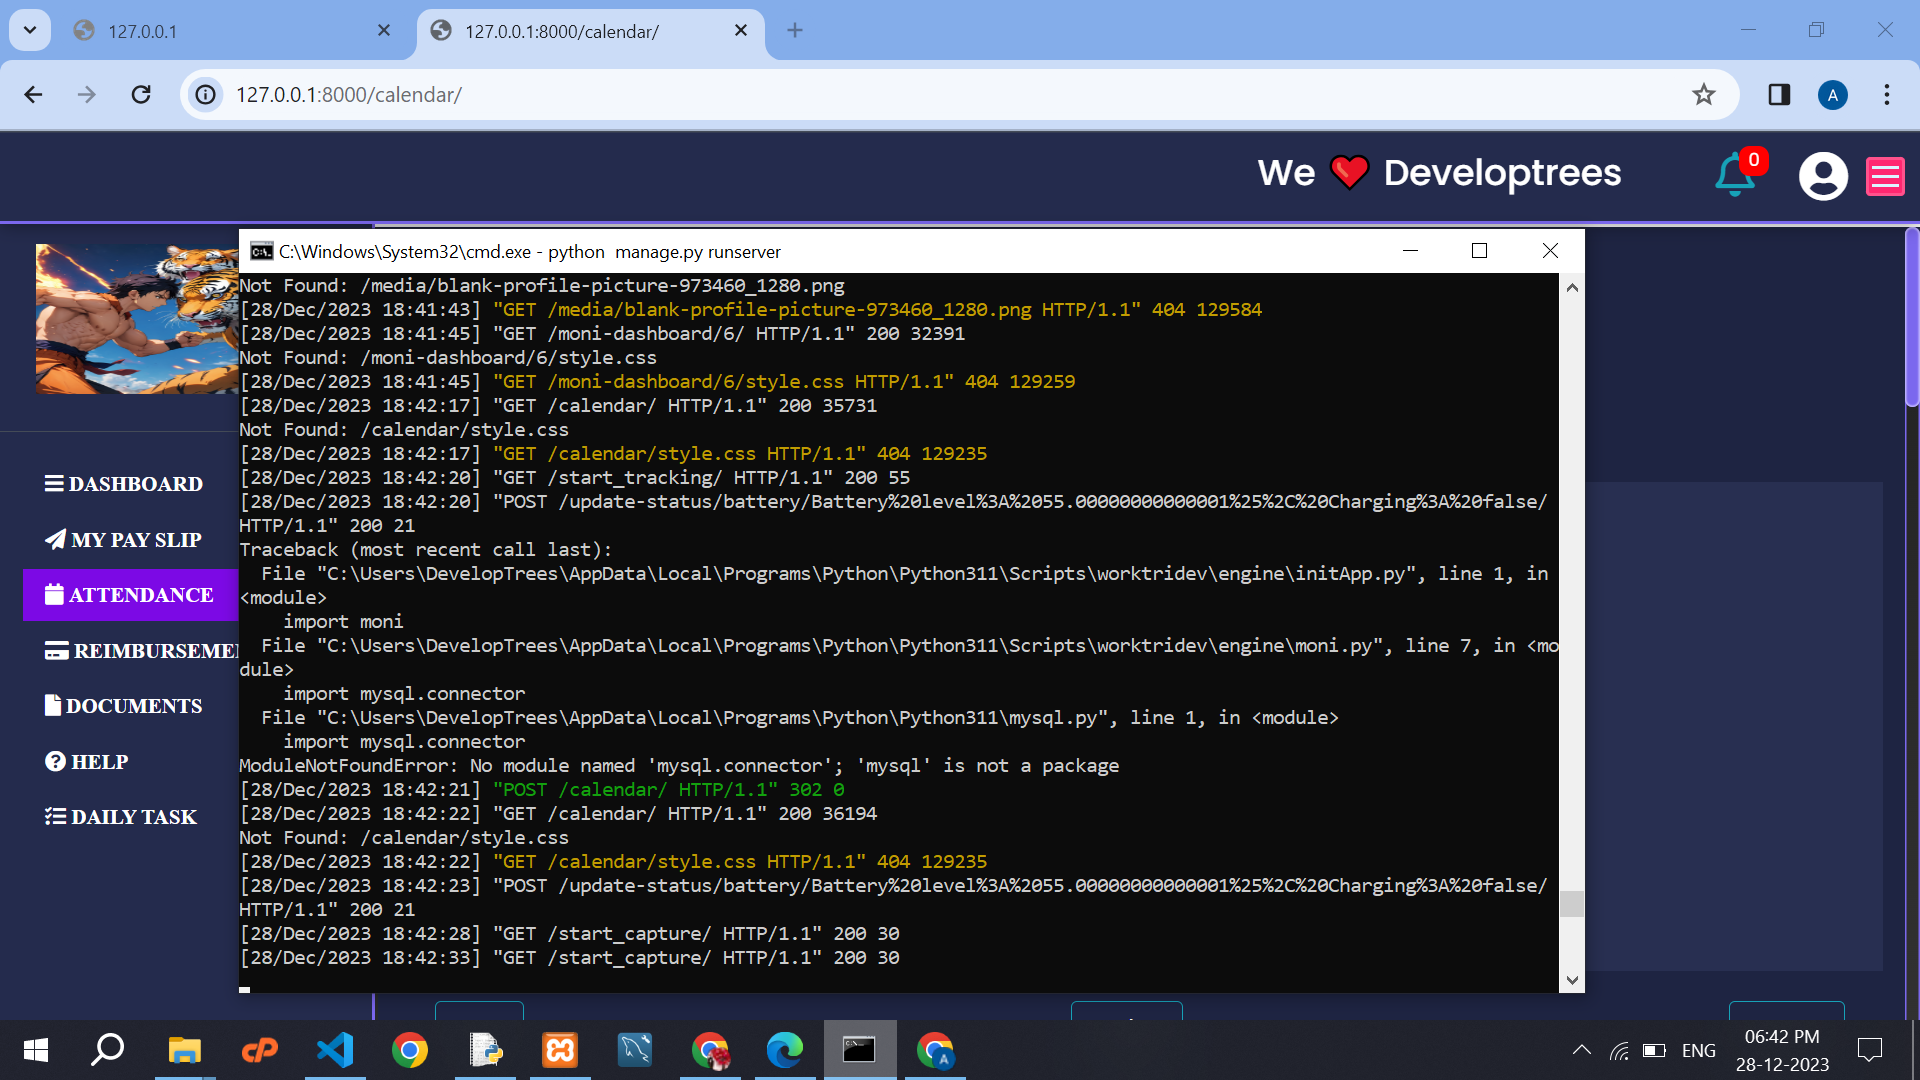 127.0.0.1
127.0.0.1:8000/calendar/
127.0.0.1:8000/calendar/
A
We ❤ Developtrees
0
C:\Windows\System32\cmd.exe - python  manage.py runserver
Not Found: /media/blank-profile-picture-973460_1280.png
[28/Dec/2023 18:41:43] "GET /media/blank-profile-picture-973460_1280.png HTTP/1.1" 404 129584
[28/Dec/2023 18:41:45] "GET /moni-dashboard/6/ HTTP/1.1" 200 32391
Not Found: /moni-dashboard/6/style.css
[28/Dec/2023 18:41:45] "GET /moni-dashboard/6/style.css HTTP/1.1" 404 129259
[28/Dec/2023 18:42:17] "GET /calendar/ HTTP/1.1" 200 35731
Not Found: /calendar/style.css
[28/Dec/2023 18:42:17] "GET /calendar/style.css HTTP/1.1" 404 129235
[28/Dec/2023 18:42:20] "GET /start_tracking/ HTTP/1.1" 200 55
[28/Dec/2023 18:42:20] "POST /update-status/battery/Battery%20level%3A%2055.00000000000001%25%2C%20Charging%3A%20false/
HTTP/1.1" 200 21
Traceback (most recent call last):
  File "C:\Users\DevelopTrees\AppData\Local\Programs\Python\Python311\Scripts\worktridev\engine\initApp.py", line 1, in
<module>
    import moni
  File "C:\Users\DevelopTrees\AppData\Local\Programs\Python\Python311\Scripts\worktridev\engine\moni.py", line 7, in <mo
dule>
    import mysql.connector
  File "C:\Users\DevelopTrees\AppData\Local\Programs\Python\Python311\mysql.py", line 1, in <module>
    import mysql.connector
ModuleNotFoundError: No module named 'mysql.connector'; 'mysql' is not a package
[28/Dec/2023 18:42:21] "POST /calendar/ HTTP/1.1" 302 0
[28/Dec/2023 18:42:22] "GET /calendar/ HTTP/1.1" 200 36194
Not Found: /calendar/style.css
[28/Dec/2023 18:42:22] "GET /calendar/style.css HTTP/1.1" 404 129235
[28/Dec/2023 18:42:23] "POST /update-status/battery/Battery%20level%3A%2055.00000000000001%25%2C%20Charging%3A%20false/
HTTP/1.1" 200 21
[28/Dec/2023 18:42:28] "GET /start_capture/ HTTP/1.1" 200 30
[28/Dec/2023 18:42:33] "GET /start_capture/ HTTP/1.1" 200 30
DASHBOARD
MY PAY SLIP
ATTENDANCE
REIMBURSEME
DOCUMENTS
HELP
DAILY TASK
ENG
06:42 PM
28-12-2023